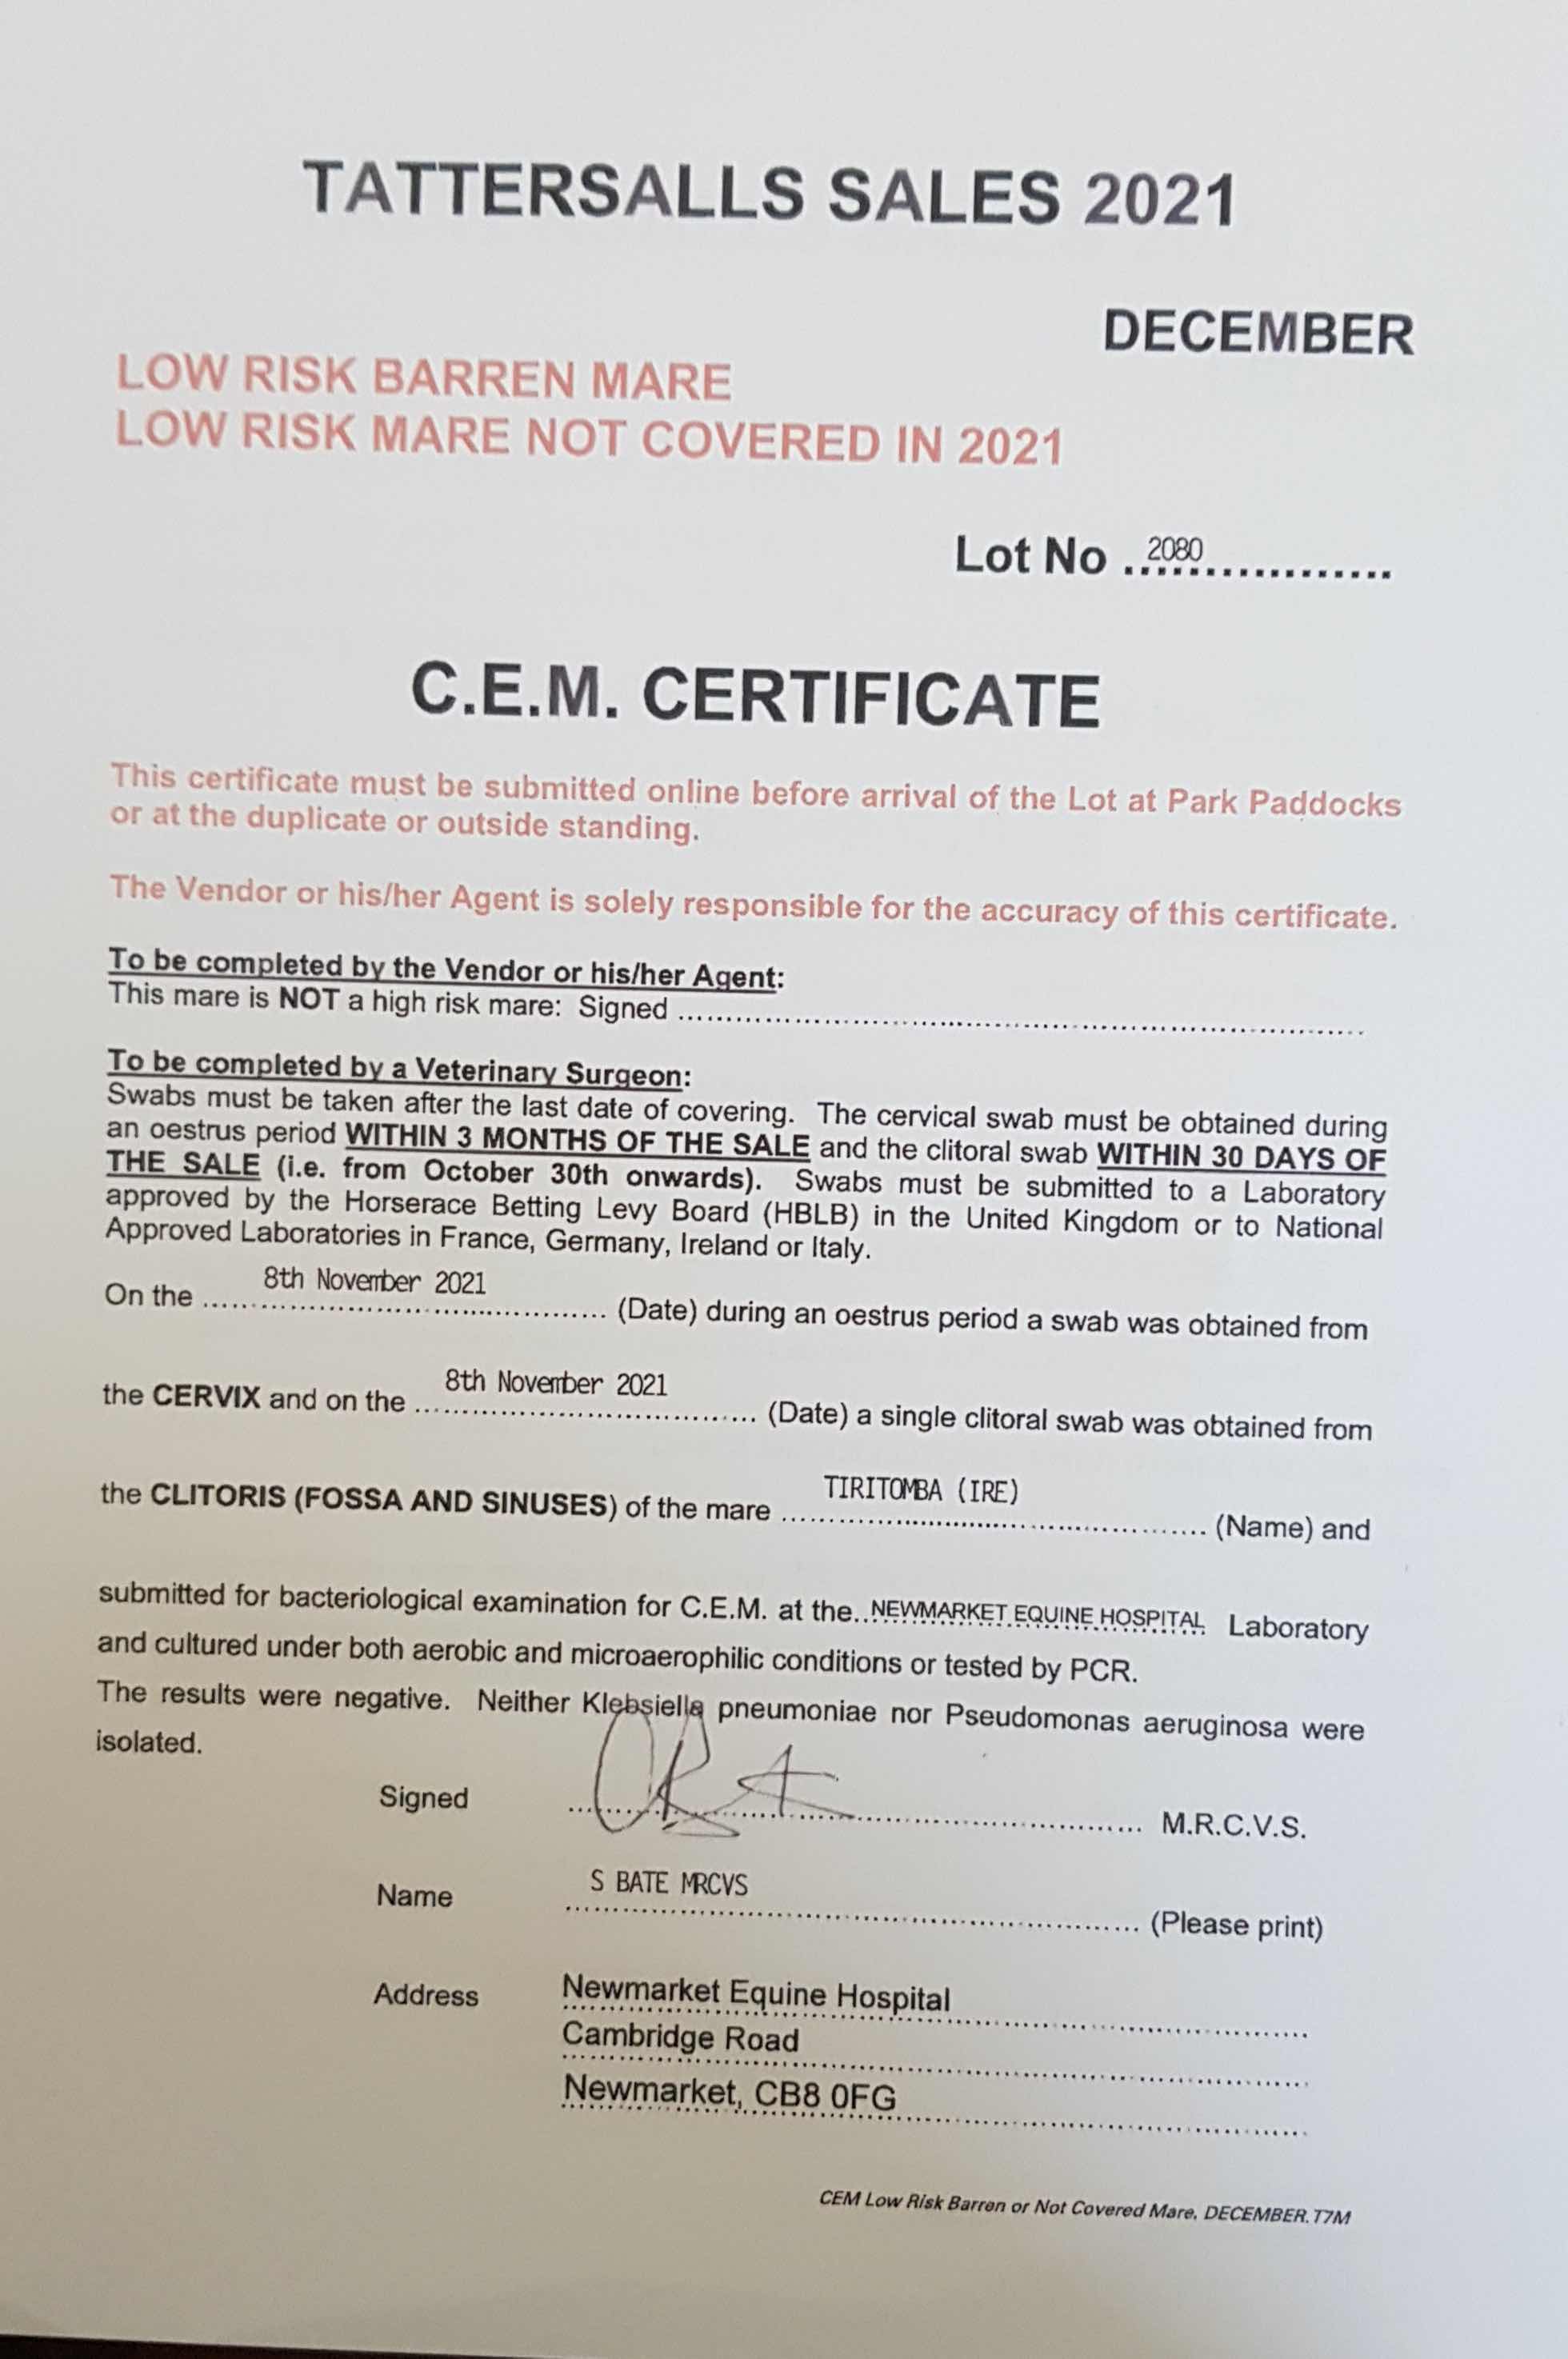 TATTERSALLS SALES 2021
DECEMBER
LOW RISK BARREN MARE
LOW RISK MARE NOT COVERED IN 2021
Lot No ..2080..................
C.E.M. CERTIFICATE
This certificate must be submitted online before arrival of the Lot at Park Paddocks
or at the duplicate or outside standing.
The Vendor or his/her Agent is solely responsible for the accuracy of this certificate.
To be completed by the Vendor or his/her Agent:
This mare is NOT a high risk mare: Signed ..................................................
To be completed by a Veterinary Surgeon:
Swabs must be taken after the last date of covering. The cervical swab must be obtained during
an oestrus period WITHIN 3 MONTHS OF THE SALE and the clitoral swab WITHIN 30 DAYS OF
THE SALE (i.e. from October 30th onwards). Swabs must be submitted to a Laboratory
approved by the Horserace Betting Levy Board (HBLB) in the United Kingdom or to National
Approved Laboratories in France, Germany, Ireland or Italy.
On the 8th November 2021 (Date) during an oestrus period a swab was obtained from
the CERVIX and on the 8th November 2021 (Date) a single clitoral swab was obtained from
the CLITORIS (FOSSA AND SINUSES) of the mare TIRITOMBA (IRE) (Name) and
submitted for bacteriological examination for C.E.M. at the..NEWMARKET EQUINE HOSPITAL Laboratory
and cultured under both aerobic and microaerophilic conditions or tested by PCR.
The results were negative. Neither Klebsiella pneumoniae nor Pseudomonas aeruginosa were
isolated.
Signed M.R.C.V.S.
Name S BATE MRCVS (Please print)
Address Newmarket Equine Hospital
Cambridge Road
Newmarket, CB8 0FG
CEM Low Risk Barren or Not Covered Mare, DECEMBER.T7M